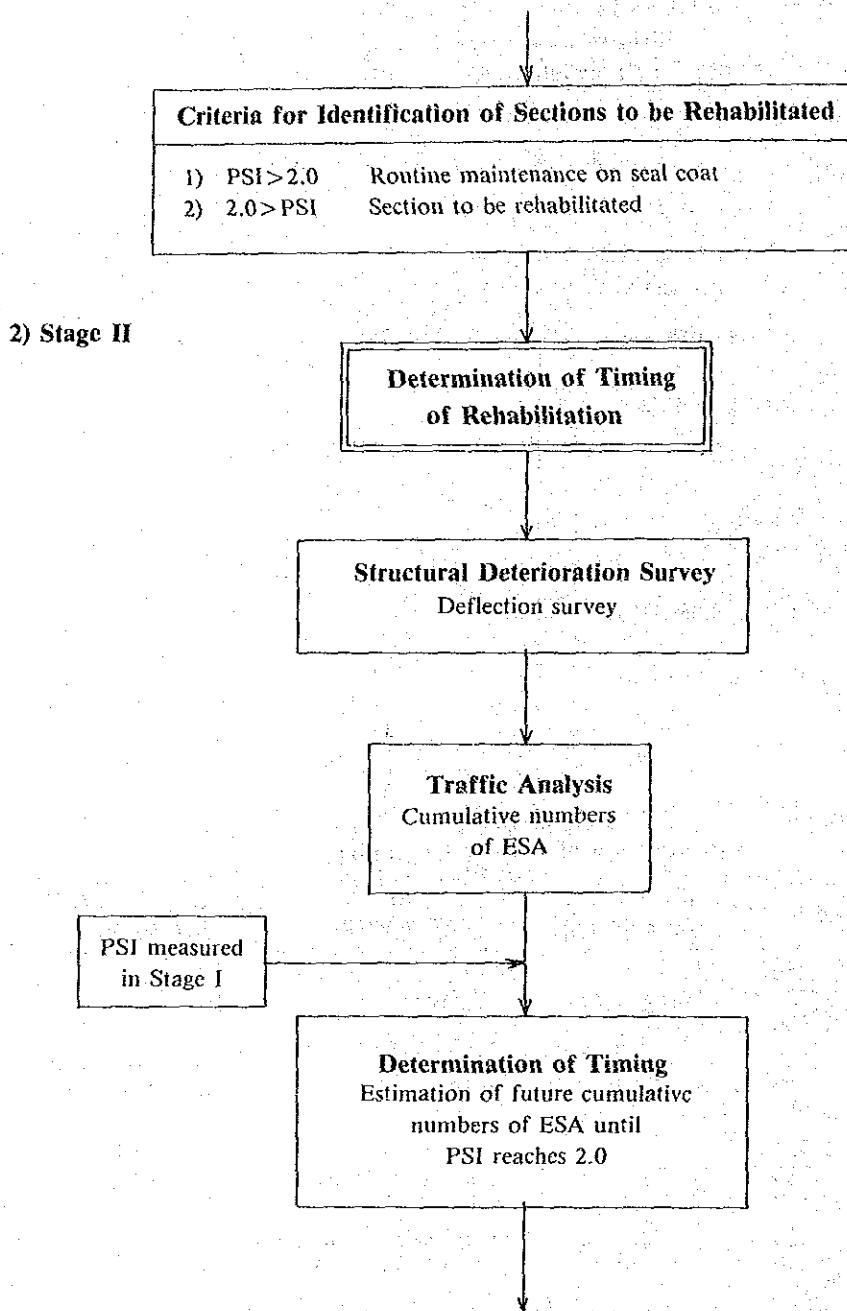 Criteria for Identification of Sections to be Rehabilitated
1) PSI>2.0 Routine maintenance on seal coat
2) 2.0>PSI Section to be rehabilitated
2) Stage II
Determination of Timing
of Rehabilitation
Structural Deterioration Survey
Deflection survey
Traffic Analysis
Cumulative numbers
of ESA
PSI measured
in Stage I
Determination of Timing
Estimation of future cumulative
numbers of ESA until
PSI reaches 2.0